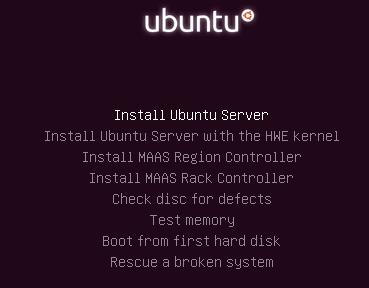 ubuntu
Install Ubuntu Server
Install Ubuntu Server with the HWE kernel
Install MAAS Region Controller
Install MAAS Rack Controller
Check disc for defects
Test memory
Boot from first hard disk
Rescue a broken system